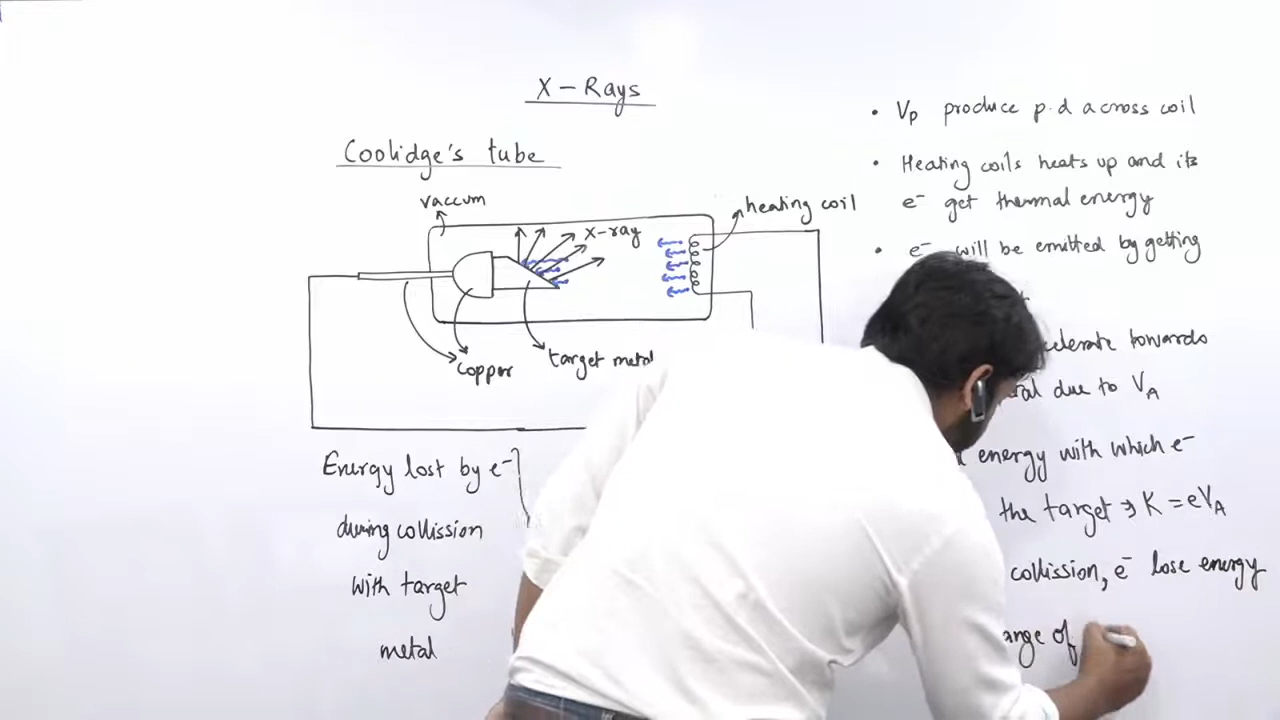 X - Rays
Coolidge's tube
vaccum
x-ray
heating coil
copper
target metal
Energy lost by e⁻
during collission
with target
metal
• Vp produce p.d across coil
• Heating coils heats up and its
e⁻ get thermal energy
• e⁻ will be emitted by getting
towards
due to VA
energy with which e⁻
the target ⇒ K = eVA
collission, e⁻ lose energy
of